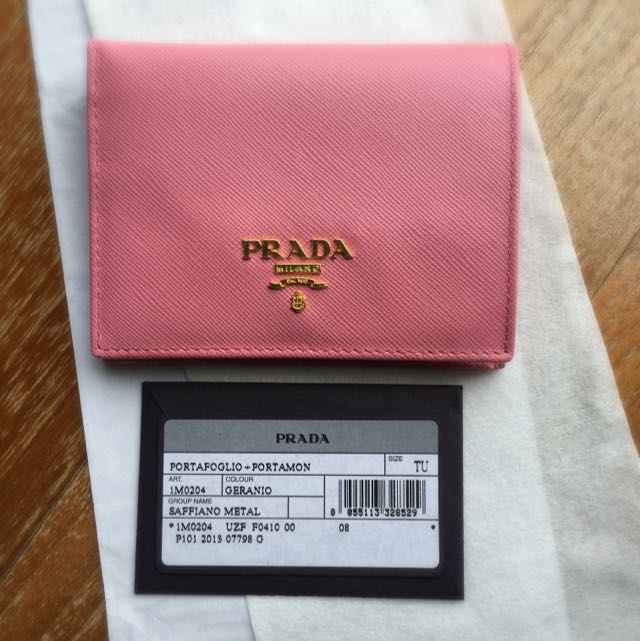 PRADA
MILANO
PRADA
PORTAFOGLIO+PORTAMON
SIZE
TU
ART.
COLOUR
1M0204
GERANIO
GROUP NAME
SAFFIANO METAL
8 055113 328529
*1M0204 UZF F0410 00 08 *
P101 2013 07798 G